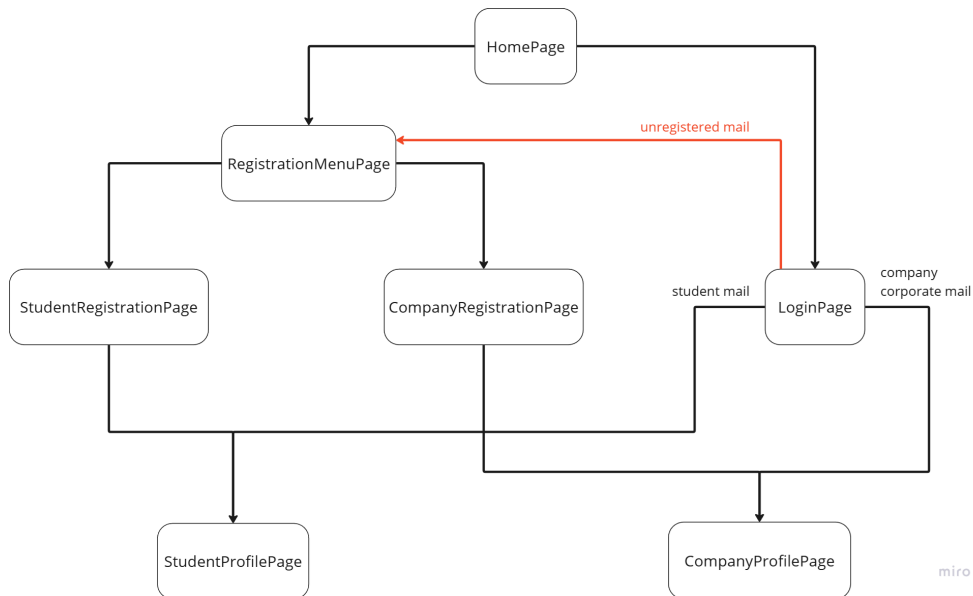 HomePage
unregistered mail
RegistrationMenuPage
company
corporate mail
student mail
StudentRegistrationPage
CompanyRegistrationPage
LoginPage
StudentProfilePage
CompanyProfilePage
miro